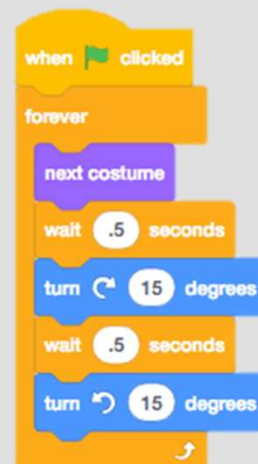 when clicked
forever
next costume
wait .5 seconds
turn 15 degrees
wait .5 seconds
turn 15 degrees